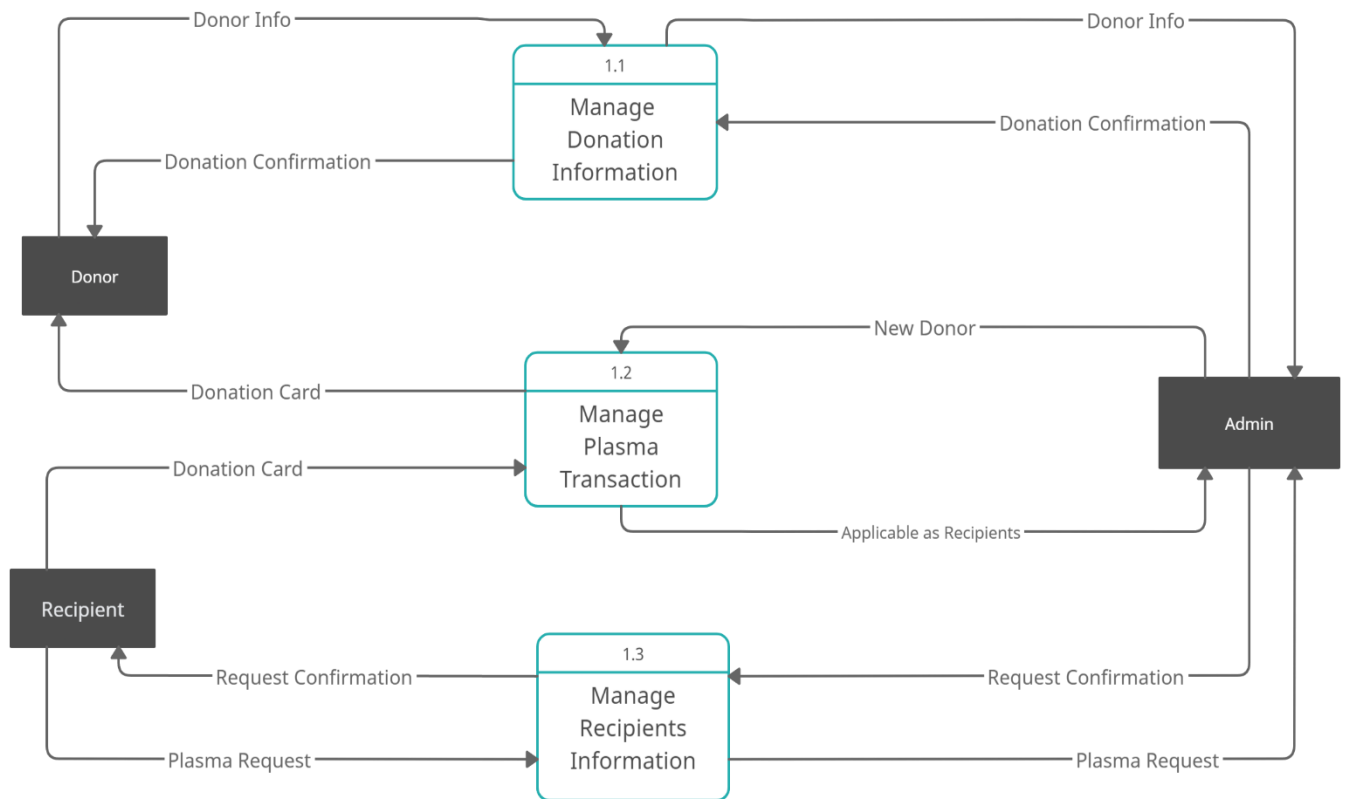 Donor Info
Donor Info
1.1
Manage
Donation
Information
Donation Confirmation
Donation Confirmation
Donor
New Donor
1.2
Manage
Plasma
Transaction
Donation Card
Admin
Donation Card
Applicable as Recipients
Recipient
1.3
Manage
Recipients
Information
Request Confirmation
Request Confirmation
Plasma Request
Plasma Request